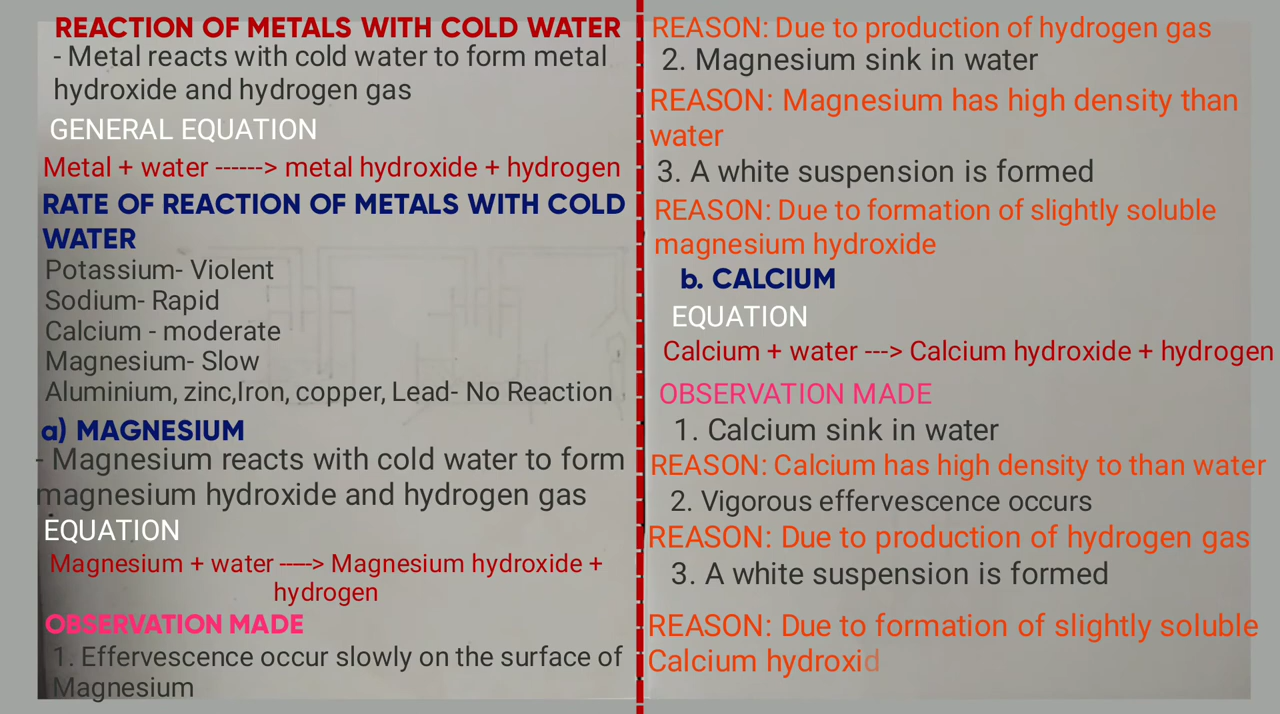 REACTION OF METALS WITH COLD WATER
- Metal reacts with cold water to form metal
hydroxide and hydrogen gas
GENERAL EQUATION
Metal + water ------> metal hydroxide + hydrogen
RATE OF REACTION OF METALS WITH COLD
WATER
Potassium- Violent
Sodium- Rapid
Calcium - moderate
Magnesium- Slow
Aluminium, zinc,Iron, copper, Lead- No Reaction
a) MAGNESIUM
- Magnesium reacts with cold water to form
magnesium hydroxide and hydrogen gas
EQUATION
Magnesium + water ----> Magnesium hydroxide +
hydrogen
OBSERVATION MADE
1. Effervescence occur slowly on the surface of
Magnesium
REASON: Due to production of hydrogen gas
2. Magnesium sink in water
REASON: Magnesium has high density than
water
3. A white suspension is formed
REASON: Due to formation of slightly soluble
magnesium hydroxide
b. CALCIUM
EQUATION
Calcium + water ---> Calcium hydroxide + hydrogen
OBSERVATION MADE
1. Calcium sink in water
REASON: Calcium has high density to than water
2. Vigorous effervescence occurs
REASON: Due to production of hydrogen gas
3. A white suspension is formed
REASON: Due to formation of slightly soluble
Calcium hydroxid